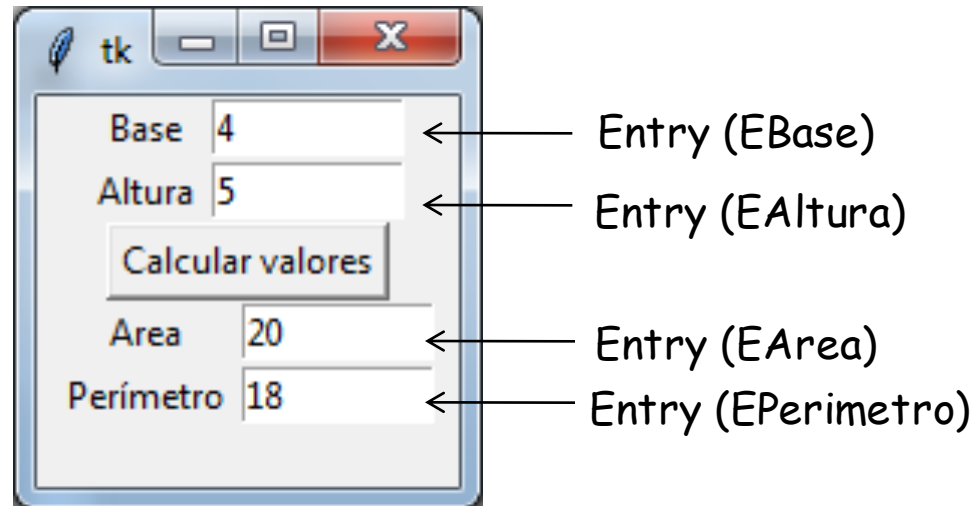 tk
Base 4 Entry (EBase)
Altura 5 Entry (EAltura)
Calcular valores
Area 20 Entry (EArea)
Perímetro 18 Entry (EPerimetro)